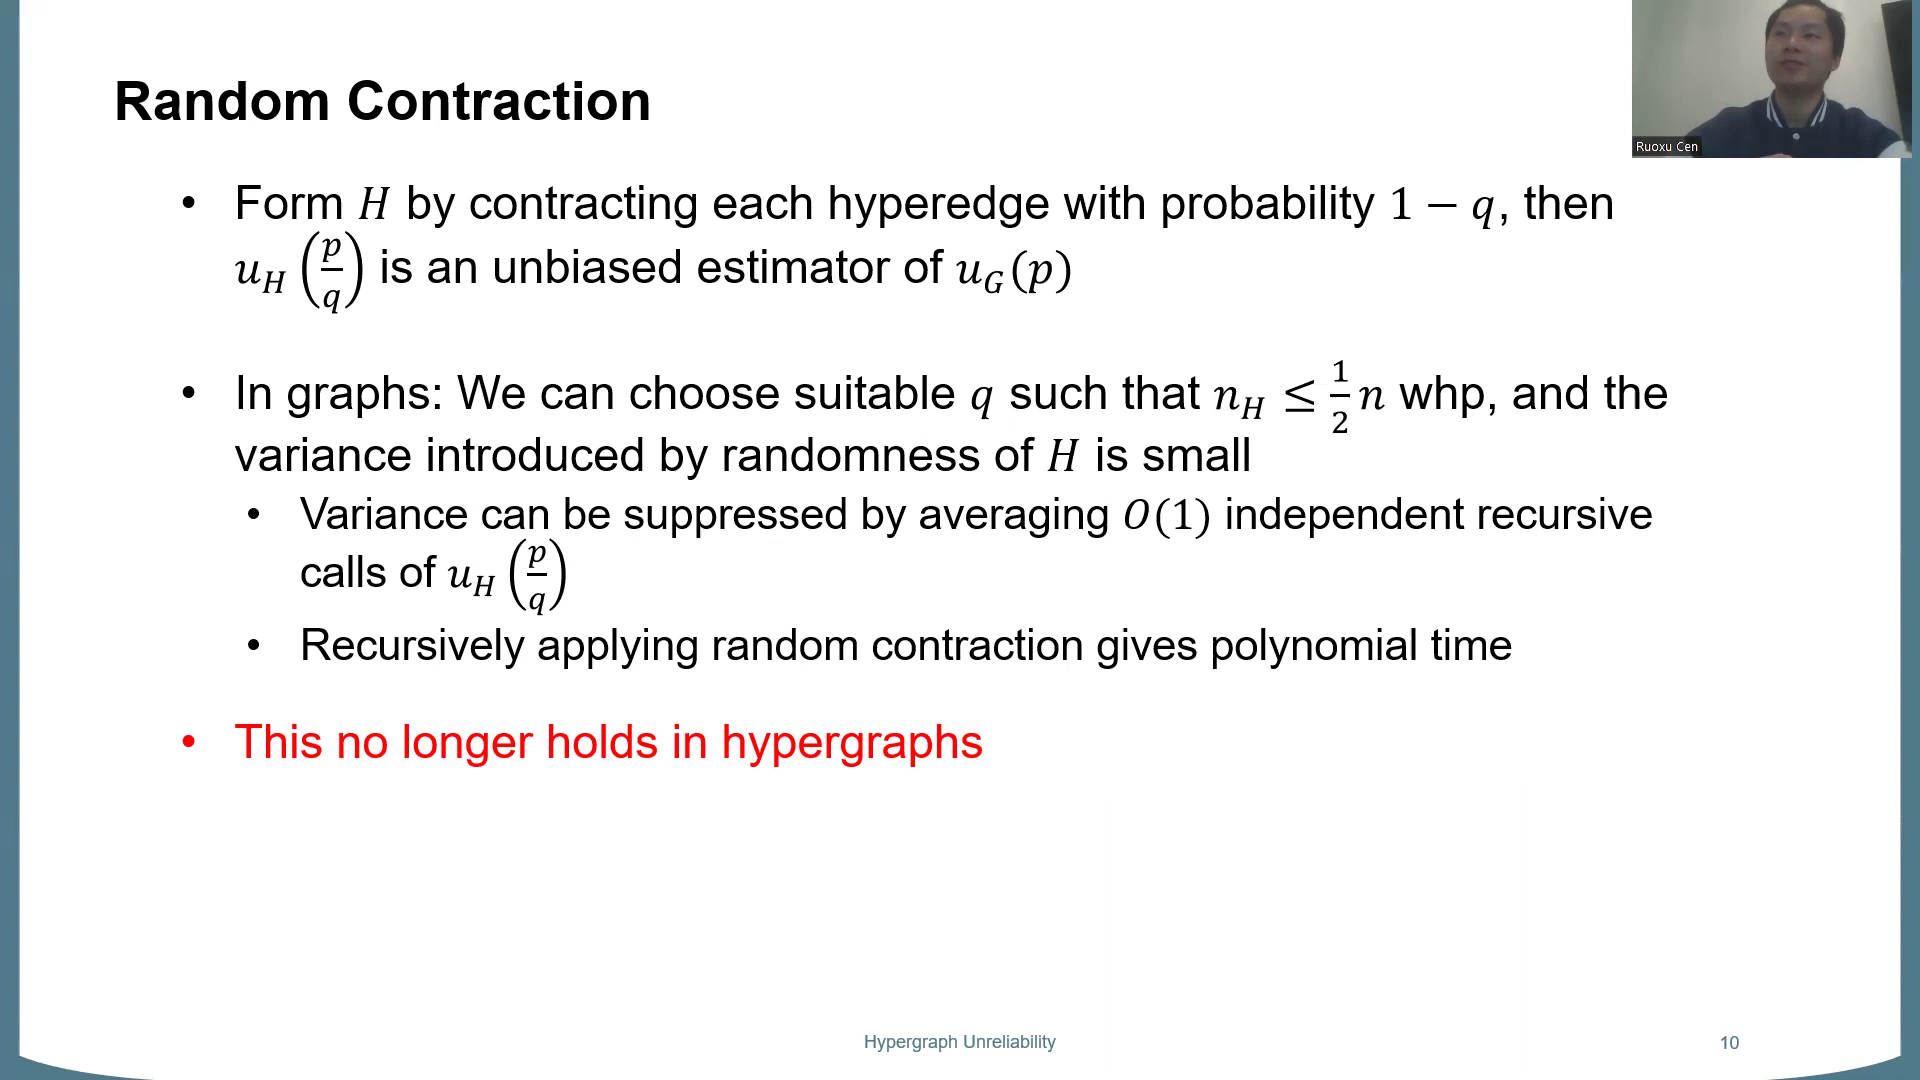 Ruoxu Cen
Random Contraction
• Form 𝐻 by contracting each hyperedge with probability 1 − 𝑞, then
𝑢_𝐻 (𝑝/𝑞) is an unbiased estimator of 𝑢_𝐺(𝑝)
• In graphs: We can choose suitable 𝑞 such that 𝑛_𝐻 ≤ 1/2 𝑛 whp, and the
variance introduced by randomness of 𝐻 is small
• Variance can be suppressed by averaging 𝑂(1) independent recursive
calls of 𝑢_𝐻 (𝑝/𝑞)
• Recursively applying random contraction gives polynomial time
• This no longer holds in hypergraphs
Hypergraph Unreliability
10